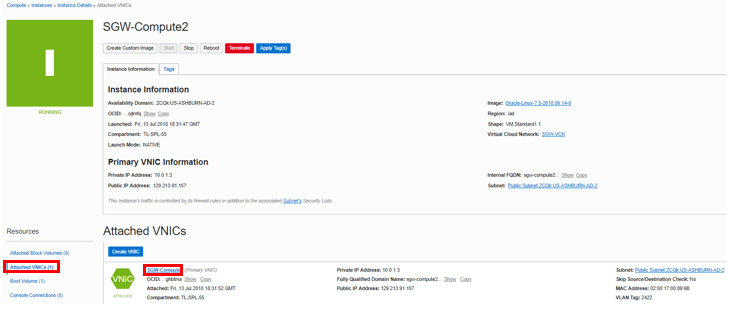 Compute » Instances » Instance Details » Attached VNICs
SGW-Compute2
Create Custom Image Start Stop Reboot Terminate Apply Tag(s)
Instance Information Tags
RUNNING
Instance Information
Availability Domain: ZCQk:US-ASHBURN-AD-2 Image: Oracle-Linux-7.5-2018.06.14-0
Show Copy Region: iad
Launched: Fri, 13 Jul 2018 18:31:47 GMT Shape: VM.Standard1.1
Compartment: TL-SPL-55 Virtual Cloud Network: SGW-VCN
Launch Mode: NATIVE
Primary VNIC Information
Private IP Address: 10.0.1.3 Internal FQDN: sgw-compute2... Show Copy
Public IP Address: 129.213.91.157 Subnet: Public Subnet ZCQk:US-ASHBURN-AD-2
This Instance's traffic is controlled by its firewall rules in addition to the associated Subnet's Security Lists.
Resources
Attached Block Volumes (0)
Attached VNICs (1)
Boot Volume (1)
Console Connections (0)
Attached VNICs
Create VNIC
VNIC
ATTACHED
SGW-Compute (Primary VNIC) Private IP Address: 10.0.1.3 Subnet: Public Subnet ZCQk:US-ASHBURN-AD-2
OCID: ...ghbtma Show Copy Fully Qualified Domain Name: sgw-compute2... Show Copy Skip Source/Destination Check: No
Attached: Fri, 13 Jul 2018 18:31:52 GMT Public IP Address: 129.213.91.157 MAC Address: 02:00:17:00:89:6B
Compartment: TL-SPL-55 VLAN Tag: 2422